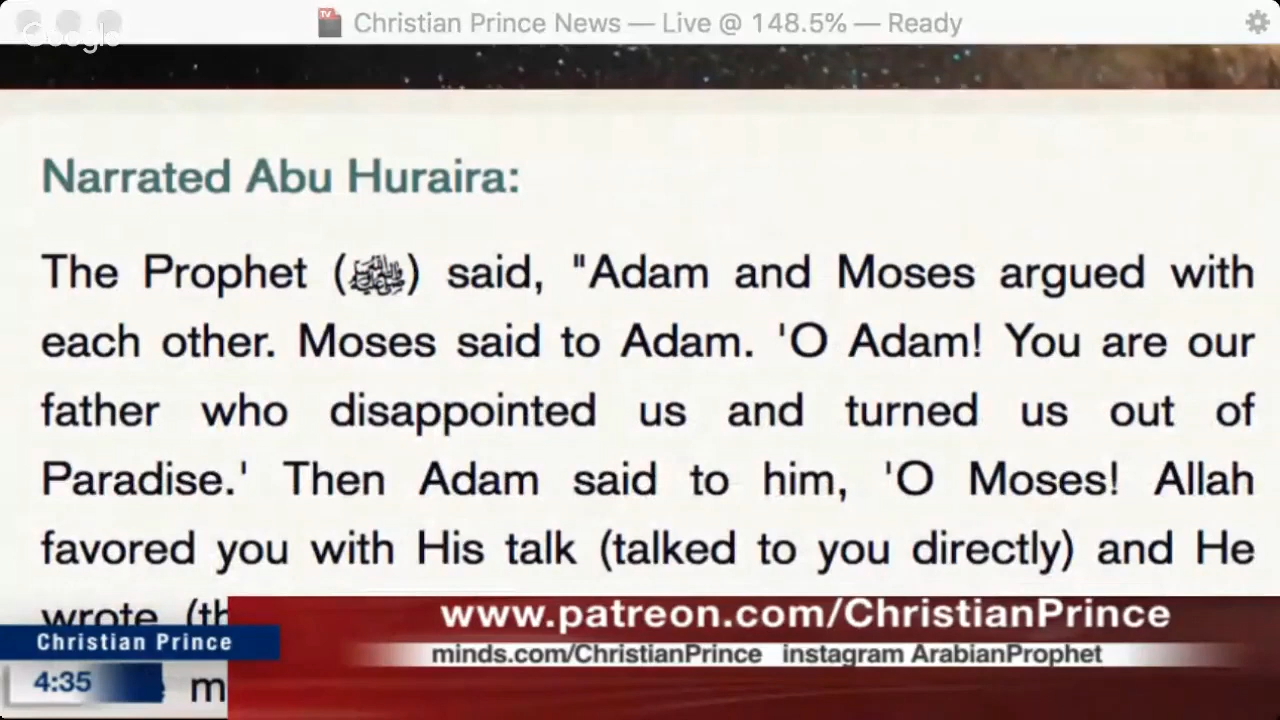 Christian Prince News — Live @ 148.5% — Ready
Google
Narrated Abu Huraira:
The Prophet (ﷺ) said, "Adam and Moses argued with
each other. Moses said to Adam. 'O Adam! You are our
father who disappointed us and turned us out of
Paradise.' Then Adam said to him, 'O Moses! Allah
favored you with His talk (talked to you directly) and He
wrote (th
m
www.patreon.com/ChristianPrince
Christian Prince
minds.com/ChristianPrince instagram ArabianProphet
4:35